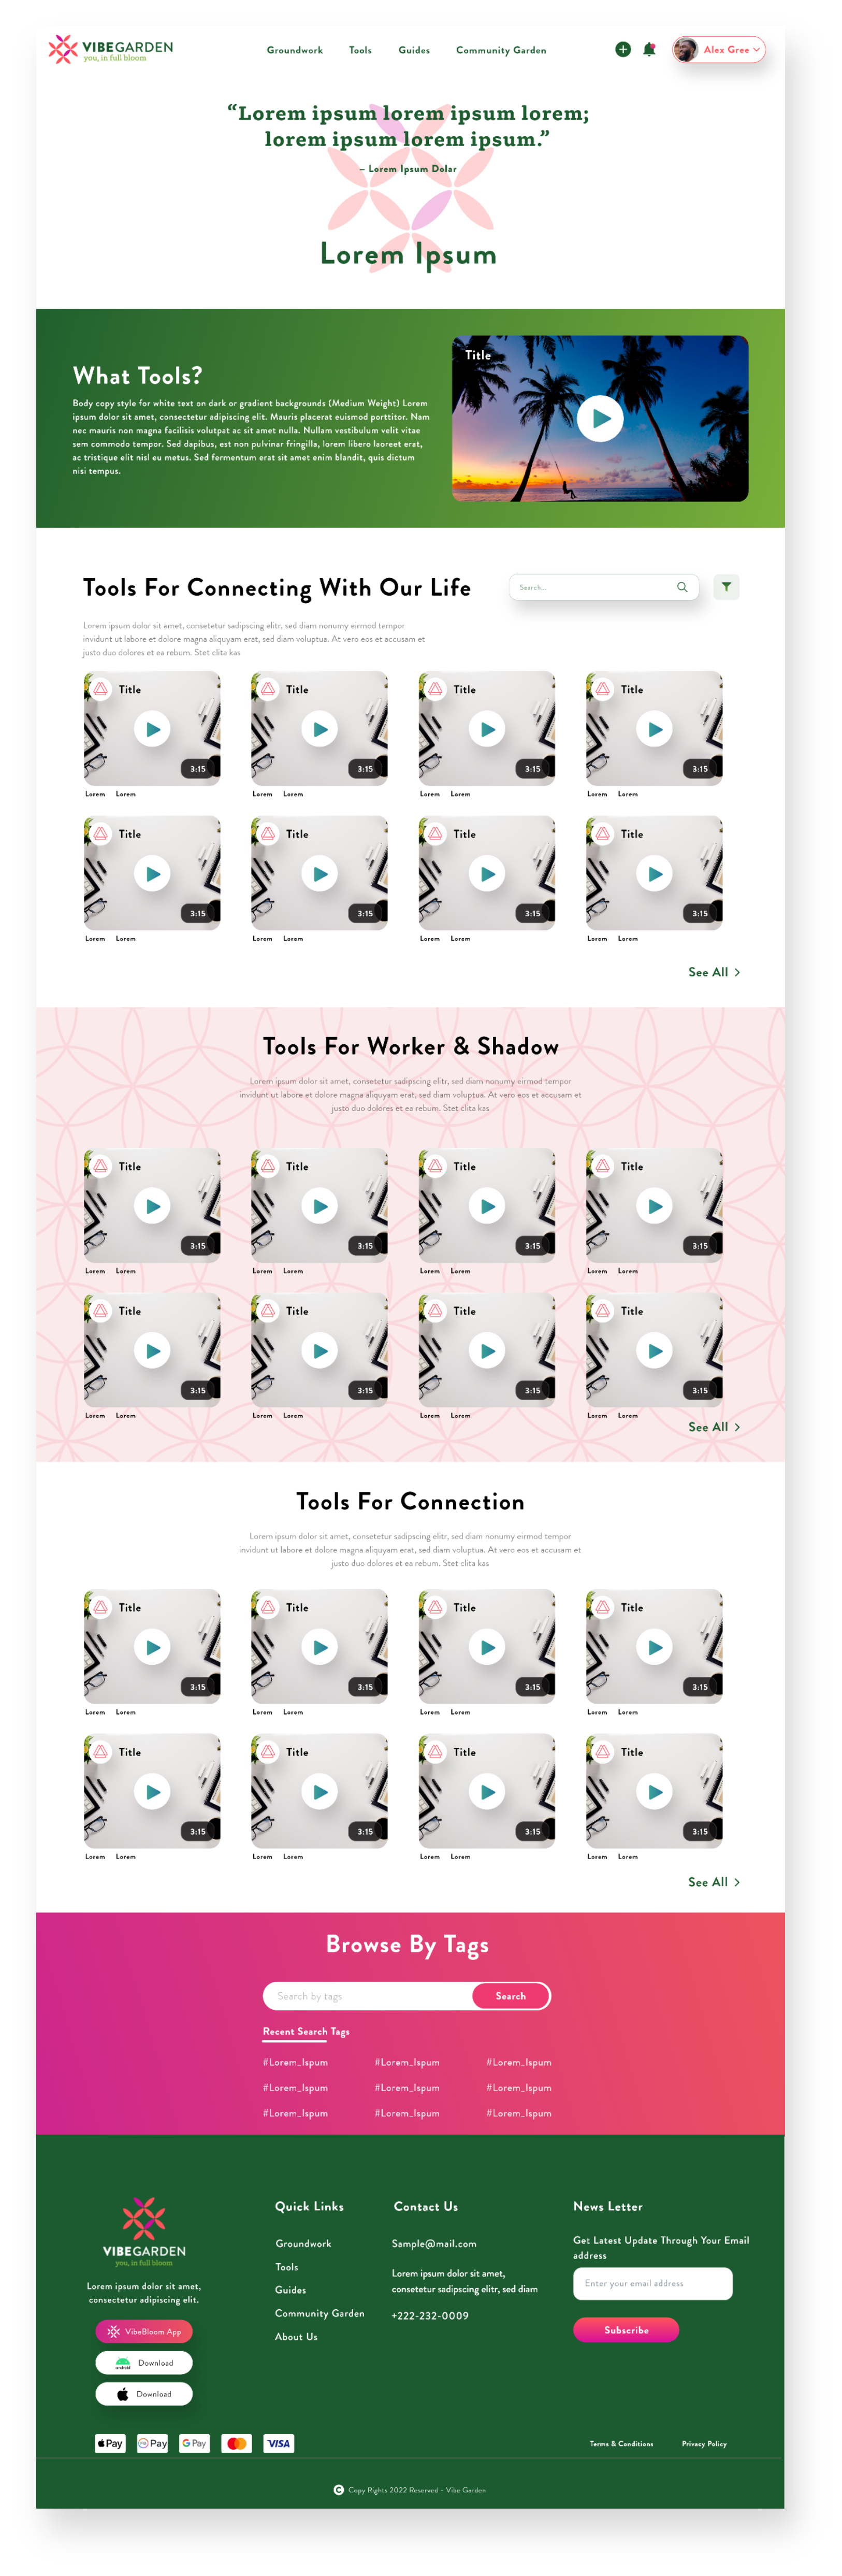 VIBEGARDEN
you, in full bloom
Groundwork Tools Guides Community Garden
Alex Gree
“Lorem ipsum lorem ipsum lorem;
lorem ipsum lorem ipsum.”
– Lorem Ipsum Dolar
Lorem Ipsum
What Tools?
Body copy style for white text on dark or gradient backgrounds (Medium Weight) Lorem
ipsum dolor sit amet, consectetur adipiscing elit. Mauris placerat euismod porttitor. Nam
nec mauris non magna facilisis volutpat ac sit amet nulla. Nullam vestibulum velit vitae
sem commodo tempor. Sed dapibus, est non pulvinar fringilla, lorem libero laoreet erat,
ac tristique elit nisl eu metus. Sed fermentum erat sit amet enim blandit, quis dictum
nisi tempus.
Title
Tools For Connecting With Our Life
Search...
Lorem ipsum dolor sit amet, consetetur sadipscing elitr, sed diam nonumy eirmod tempor
invidunt ut labore et dolore magna aliquyam erat, sed diam voluptua. At vero eos et accusam et
justo duo dolores et ea rebum. Stet clita kas
Title Title Title Title
3:15 3:15 3:15 3:15
Lorem Lorem Lorem Lorem Lorem Lorem Lorem Lorem
Title Title Title Title
3:15 3:15 3:15 3:15
Lorem Lorem Lorem Lorem Lorem Lorem Lorem Lorem
See All
Tools For Worker & Shadow
Lorem ipsum dolor sit amet, consetetur sadipscing elitr, sed diam nonumy eirmod tempor
invidunt ut labore et dolore magna aliquyam erat, sed diam voluptua. At vero eos et accusam et
justo duo dolores et ea rebum. Stet clita kas
Title Title Title Title
3:15 3:15 3:15 3:15
Lorem Lorem Lorem Lorem Lorem Lorem Lorem Lorem
Title Title Title Title
3:15 3:15 3:15 3:15
Lorem Lorem Lorem Lorem Lorem Lorem Lorem Lorem
See All
Tools For Connection
Lorem ipsum dolor sit amet, consetetur sadipscing elitr, sed diam nonumy eirmod tempor
invidunt ut labore et dolore magna aliquyam erat, sed diam voluptua. At vero eos et accusam et
justo duo dolores et ea rebum. Stet clita kas
Title Title Title Title
3:15 3:15 3:15 3:15
Lorem Lorem Lorem Lorem Lorem Lorem Lorem Lorem
Title Title Title Title
3:15 3:15 3:15 3:15
Lorem Lorem Lorem Lorem Lorem Lorem Lorem Lorem
See All
Browse By Tags
Search by tags
Search
Recent Search Tags
#Lorem_Ispum #Lorem_Ispum #Lorem_Ispum
#Lorem_Ispum #Lorem_Ispum #Lorem_Ispum
#Lorem_Ispum #Lorem_Ispum #Lorem_Ispum
VIBEGARDEN
you, in full bloom
Lorem ipsum dolor sit amet,
consectetur adipiscing elit.
VibeBloom App
android Download
Download
Quick Links
Groundwork
Tools
Guides
Community Garden
About Us
Contact Us
Sample@mail.com
Lorem ipsum dolor sit amet,
consetetur sadipscing elitr, sed diam
+222-232-0009
News Letter
Get Latest Update Through Your Email
address
Enter your email address
Subscribe
Pay Pay G Pay VISA
Terms & Conditions Privacy Policy
C Copy Rights 2022 Reserved - Vibe Garden